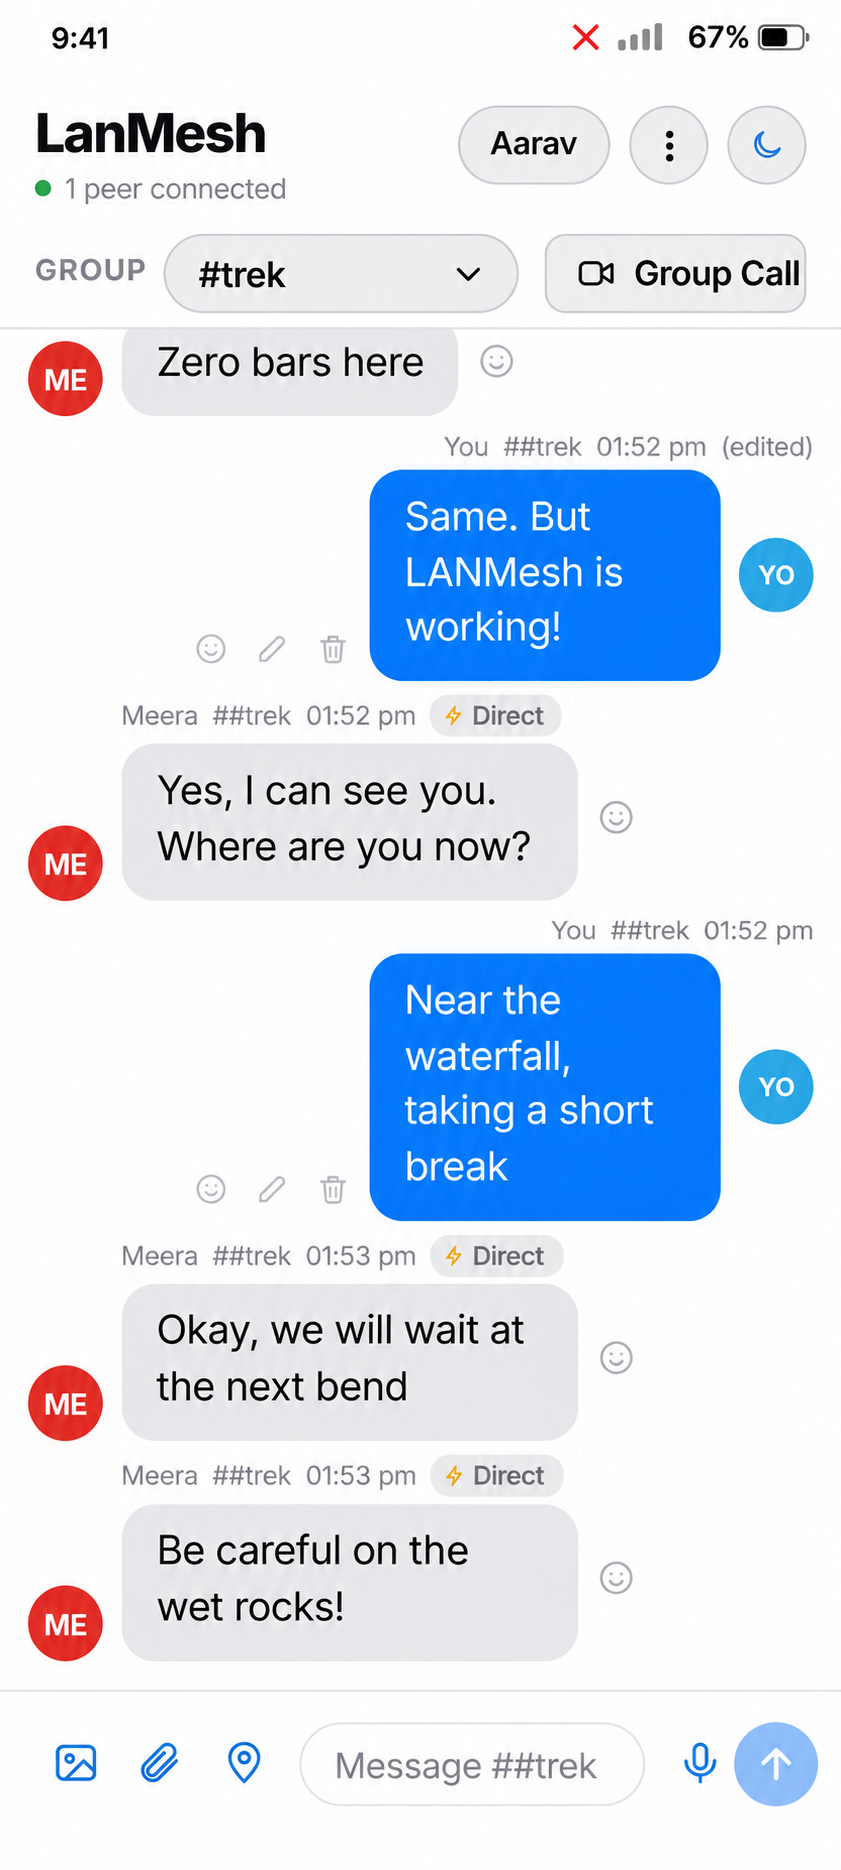 9:41
67%
LanMesh
Aarav
1 peer connected
GROUP
#trek
Group Call
Zero bars here
ME
You ##trek 01:52 pm (edited)
Same. But
LANMesh is
working!
YO
Meera ##trek 01:52 pm Direct
Yes, I can see you.
Where are you now?
ME
You ##trek 01:52 pm
Near the
waterfall,
taking a short
break
YO
Meera ##trek 01:53 pm Direct
Okay, we will wait at
the next bend
ME
Meera ##trek 01:53 pm Direct
Be careful on the
wet rocks!
ME
Message ##trek